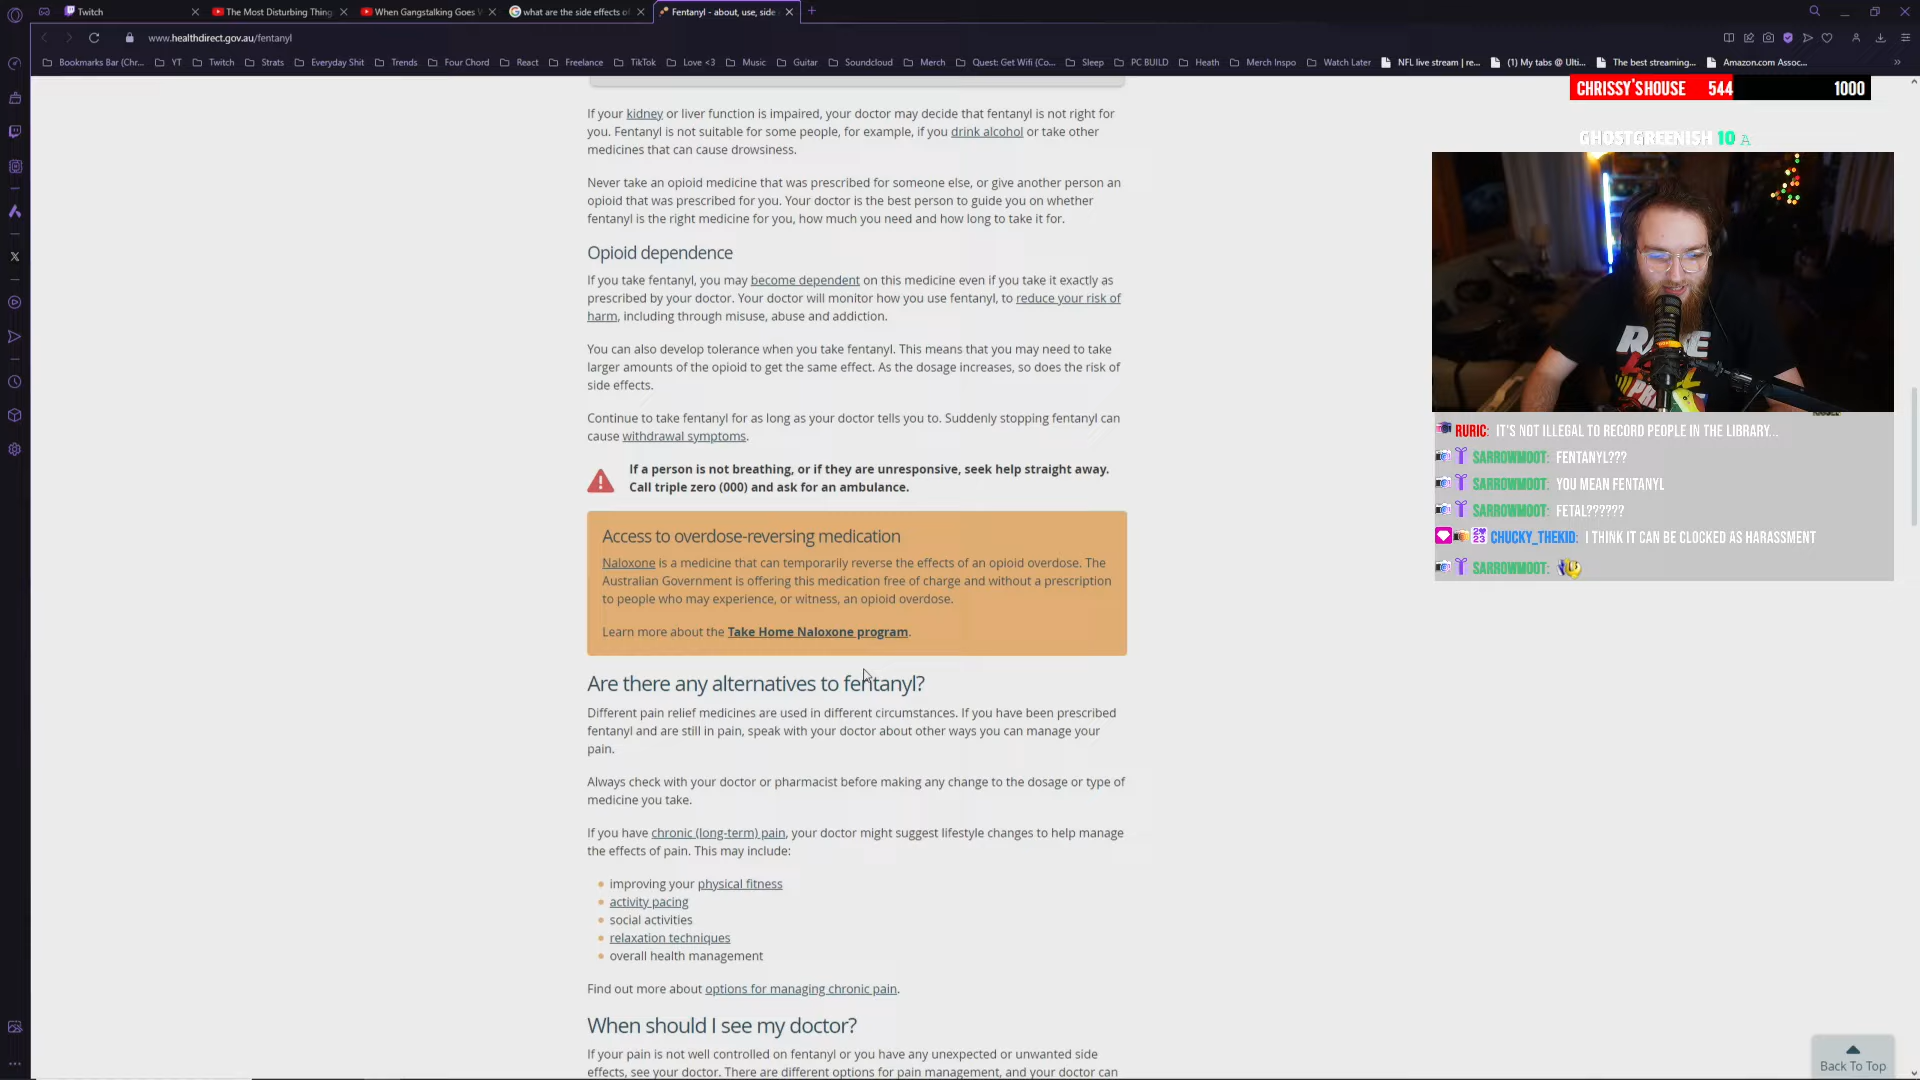 Twitch
The Most Disturbing Thing
When Gangstalking Goes
what are the side effects of
Fentanyl - about, use, side
www.healthdirect.gov.au/fentanyl
Bookmarks Bar (Chr...
YT
Twitch
Strats
Everyday Shit
Trends
Four Chord
React
Freelance
TikTok
Love <3
Music
Guitar
Soundcloud
Merch
Quest: Get Wifi (Co...
Sleep
PC BUILD
Heath
Merch Inspo
Watch Later
NFL live stream | re...
(1) My tabs @ Ulti...
The best streaming...
Amazon.com Assoc...
If your kidney or liver function is impaired, your doctor may decide that fentanyl is not right for
you. Fentanyl is not suitable for some people, for example, if you drink alcohol or take other
medicines that can cause drowsiness.
Never take an opioid medicine that was prescribed for someone else, or give another person an
opioid that was prescribed for you. Your doctor is the best person to guide you on whether
fentanyl is the right medicine for you, how much you need and how long to take it for.
Opioid dependence
If you take fentanyl, you may become dependent on this medicine even if you take it exactly as
prescribed by your doctor. Your doctor will monitor how you use fentanyl, to reduce your risk of
harm, including through misuse, abuse and addiction.
You can also develop tolerance when you take fentanyl. This means that you may need to take
larger amounts of the opioid to get the same effect. As the dosage increases, so does the risk of
side effects.
Continue to take fentanyl for as long as your doctor tells you to. Suddenly stopping fentanyl can
cause withdrawal symptoms.
If a person is not breathing, or if they are unresponsive, seek help straight away.
Call triple zero (000) and ask for an ambulance.
Access to overdose-reversing medication
Naloxone is a medicine that can temporarily reverse the effects of an opioid overdose. The
Australian Government is offering this medication free of charge and without a prescription
to people who may experience, or witness, an opioid overdose.
Learn more about the Take Home Naloxone program.
Are there any alternatives to fentanyl?
Different pain relief medicines are used in different circumstances. If you have been prescribed
fentanyl and are still in pain, speak with your doctor about other ways you can manage your
pain.
Always check with your doctor or pharmacist before making any change to the dosage or type of
medicine you take.
If you have chronic (long-term) pain, your doctor might suggest lifestyle changes to help manage
the effects of pain. This may include:
improving your physical fitness
activity pacing
social activities
relaxation techniques
overall health management
Find out more about options for managing chronic pain.
When should I see my doctor?
If your pain is not well controlled on fentanyl or you have any unexpected or unwanted side
effects, see your doctor. There are different options for pain management, and your doctor can
CHRISSY'S HOUSE 544 1000
GHOSTGREENISH 10 A
RURIC: IT'S NOT ILLEGAL TO RECORD PEOPLE IN THE LIBRARY...
SARROWMOOT: FENTANYL???
SARROWMOOT: YOU MEAN FENTANYL
SARROWMOOT: FETAL??????
CHUCKY_THEKID: I THINK IT CAN BE CLOCKED AS HARASSMENT
SARROWMOOT:
Back To Top